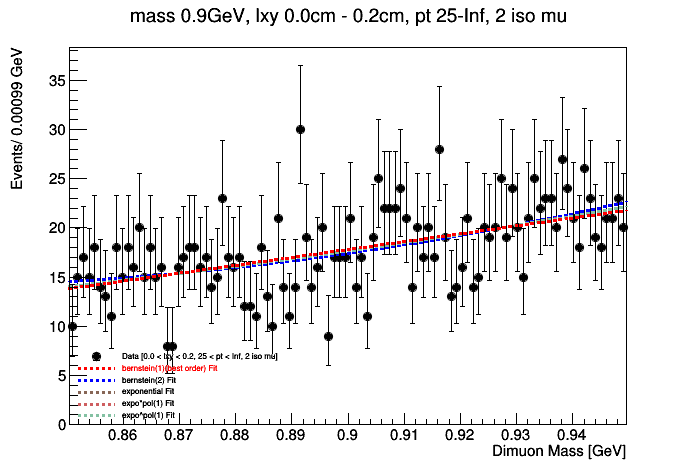 mass 0.9GeV, lxy 0.0cm - 0.2cm, pt 25-Inf, 2 iso mu
Events/ 0.00099 GeV
35
30
25
20
15
10
5
0
Data [0.0 < lxy < 0.2, 25 < pt < Inf, 2 iso mu]
bernstein(1)(best order) Fit
bernstein(2) Fit
exponential Fit
expo*pol(1) Fit
expo^pol(1) Fit
0.86 0.87 0.88 0.89 0.9 0.91 0.92 0.93 0.94
Dimuon Mass [GeV]